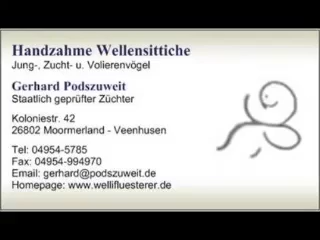 Handzahme Wellensittiche
Jung-, Zucht- u. Volierenvögel
Gerhard Podszuweit
Staatlich geprüfter Züchter
Koloniestr. 42
26802 Moormerland - Veenhusen
Tel: 04954-5785
Fax: 04954-994970
Email: gerhard@podszuweit.de
Homepage: www.wellifluesterer.de